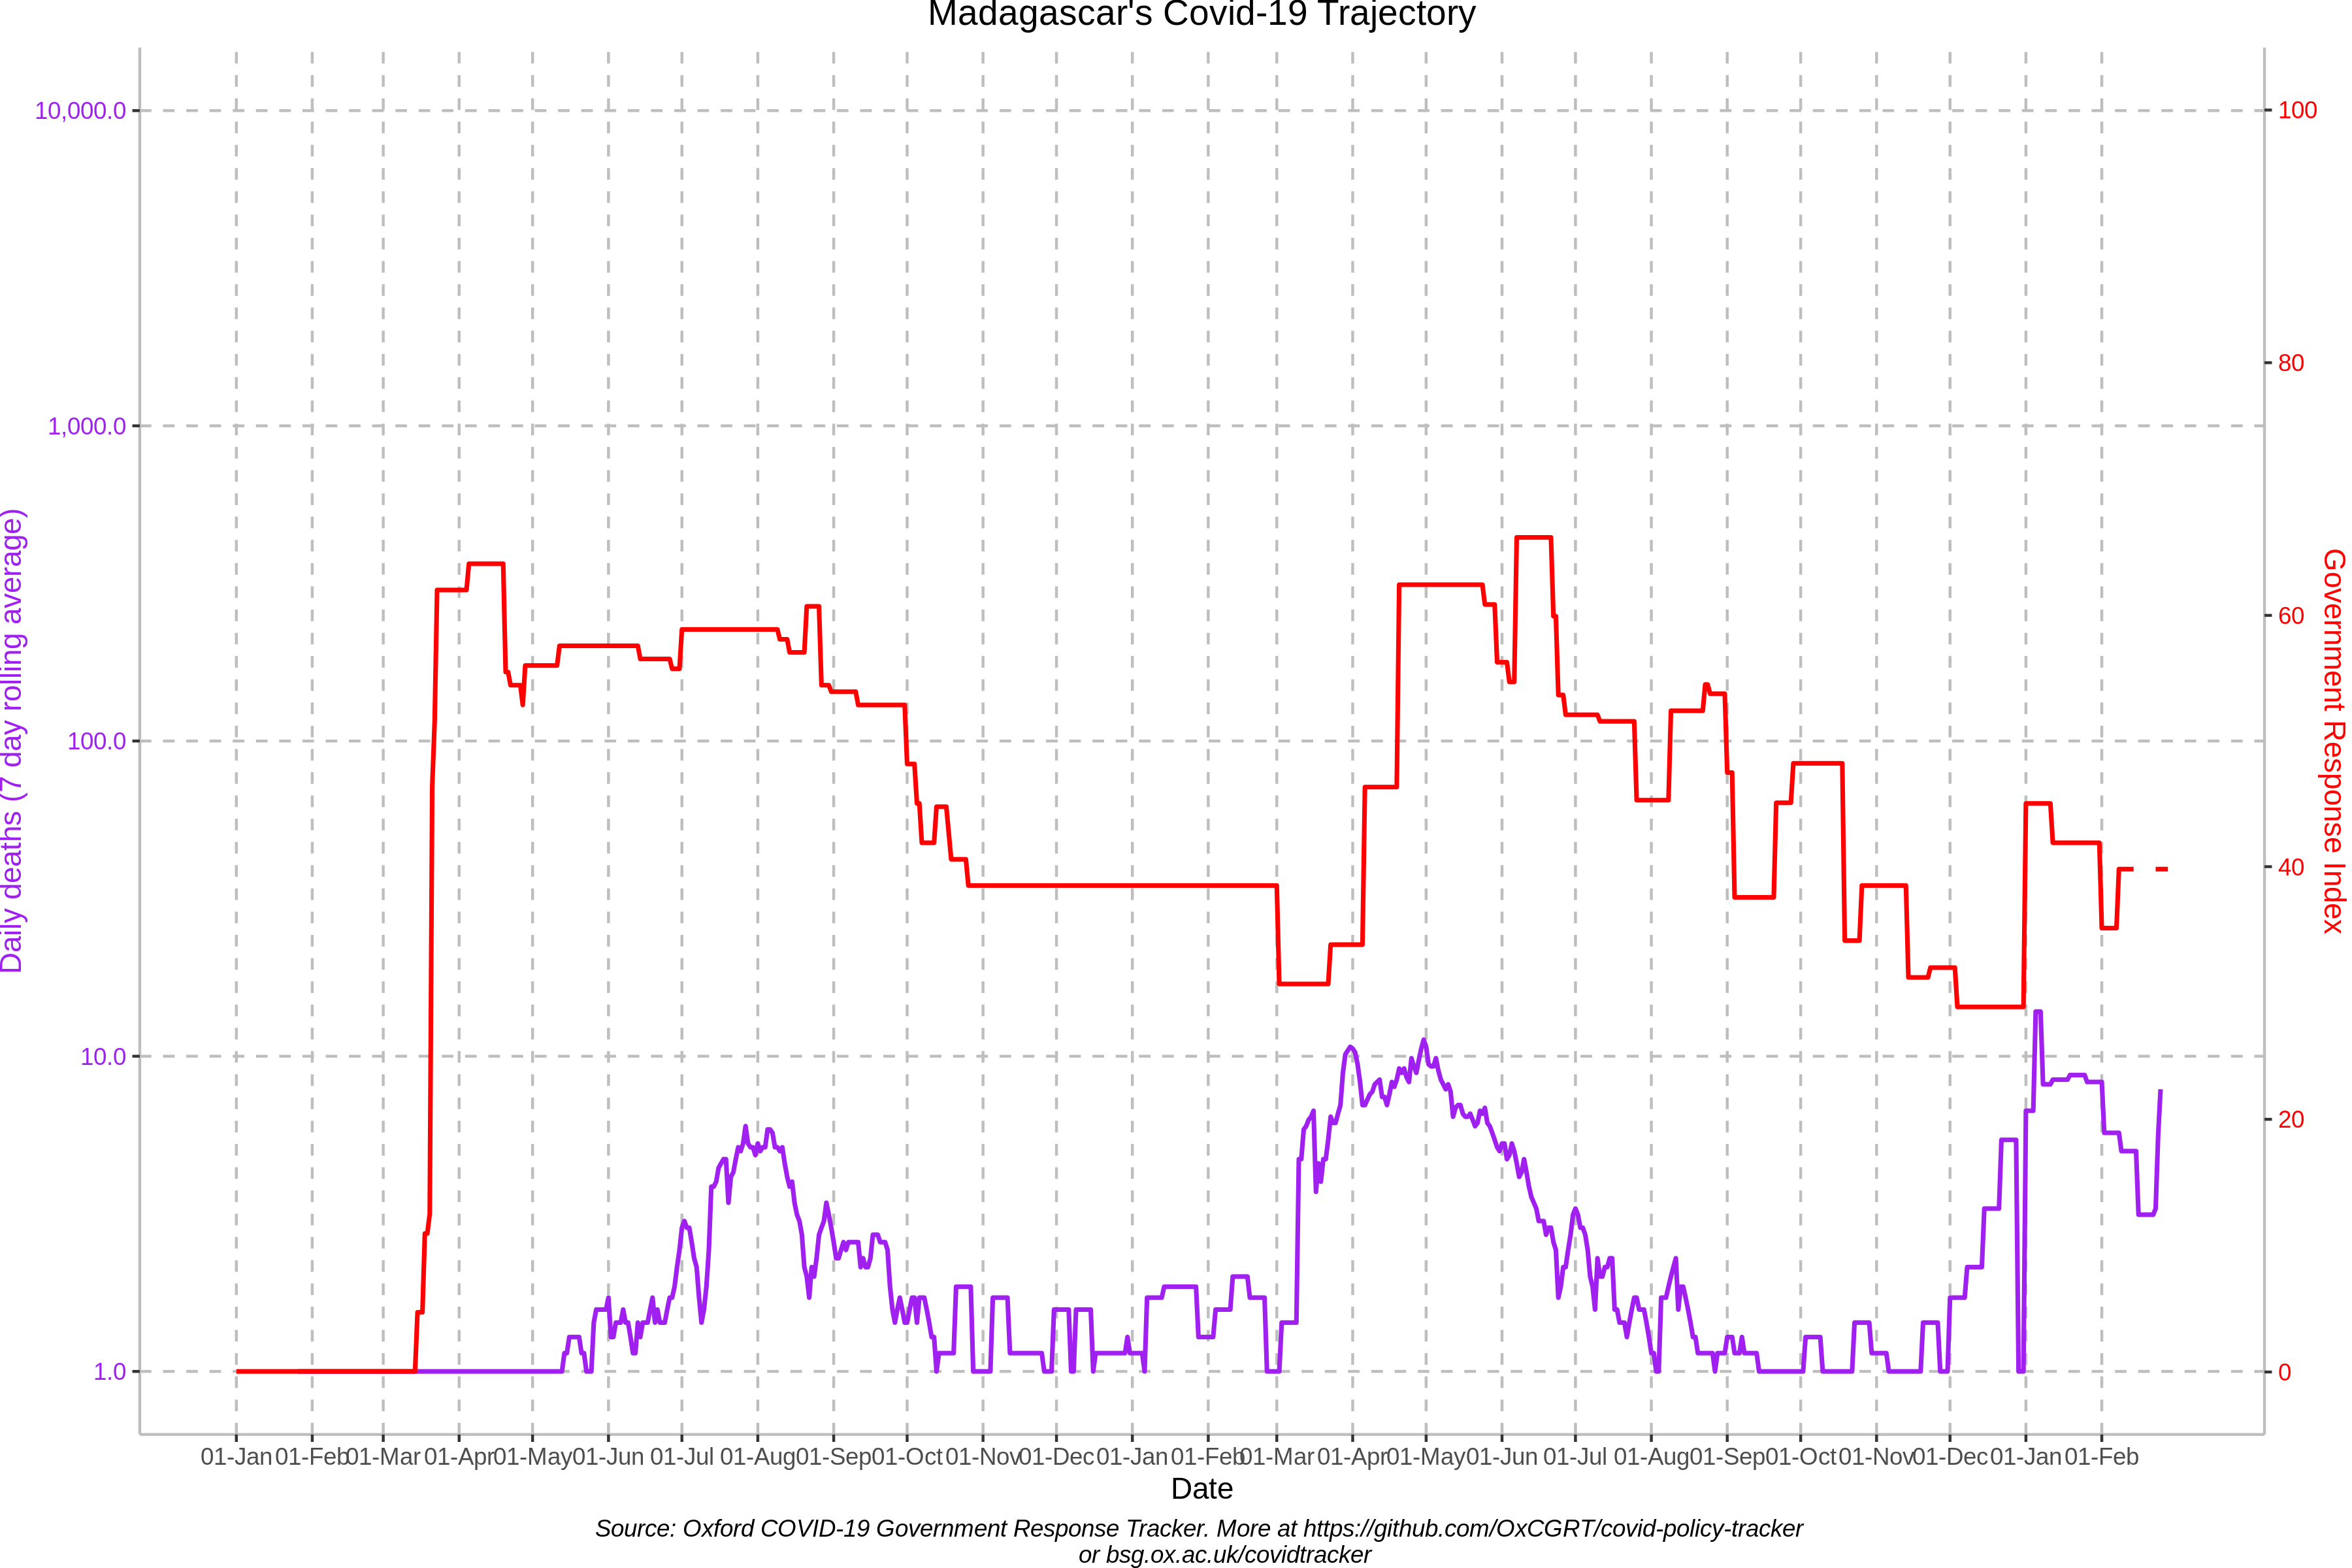 Madagascar's Covid-19 Trajectory
10,000.0
1,000.0
100.0
10.0
1.0
Daily deaths (7 day rolling average)
100
80
60
40
20
0
Government Response Index
01-Jan 01-Feb 01-Mar 01-Apr 01-May 01-Jun 01-Jul 01-Aug 01-Sep 01-Oct 01-Nov 01-Dec 01-Jan 01-Feb 01-Mar 01-Apr 01-May 01-Jun 01-Jul 01-Aug 01-Sep 01-Oct 01-Nov 01-Dec 01-Jan 01-Feb
Date
Source: Oxford COVID-19 Government Response Tracker. More at https://github.com/OxCGRT/covid-policy-tracker
or bsg.ox.ac.uk/covidtracker